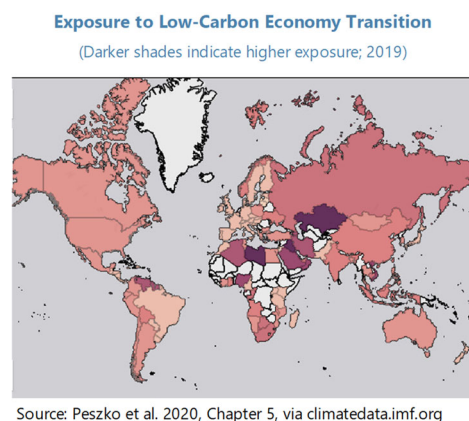 Exposure to Low-Carbon Economy Transition
(Darker shades indicate higher exposure; 2019)
Source: Peszko et al. 2020, Chapter 5, via climatedata.imf.org